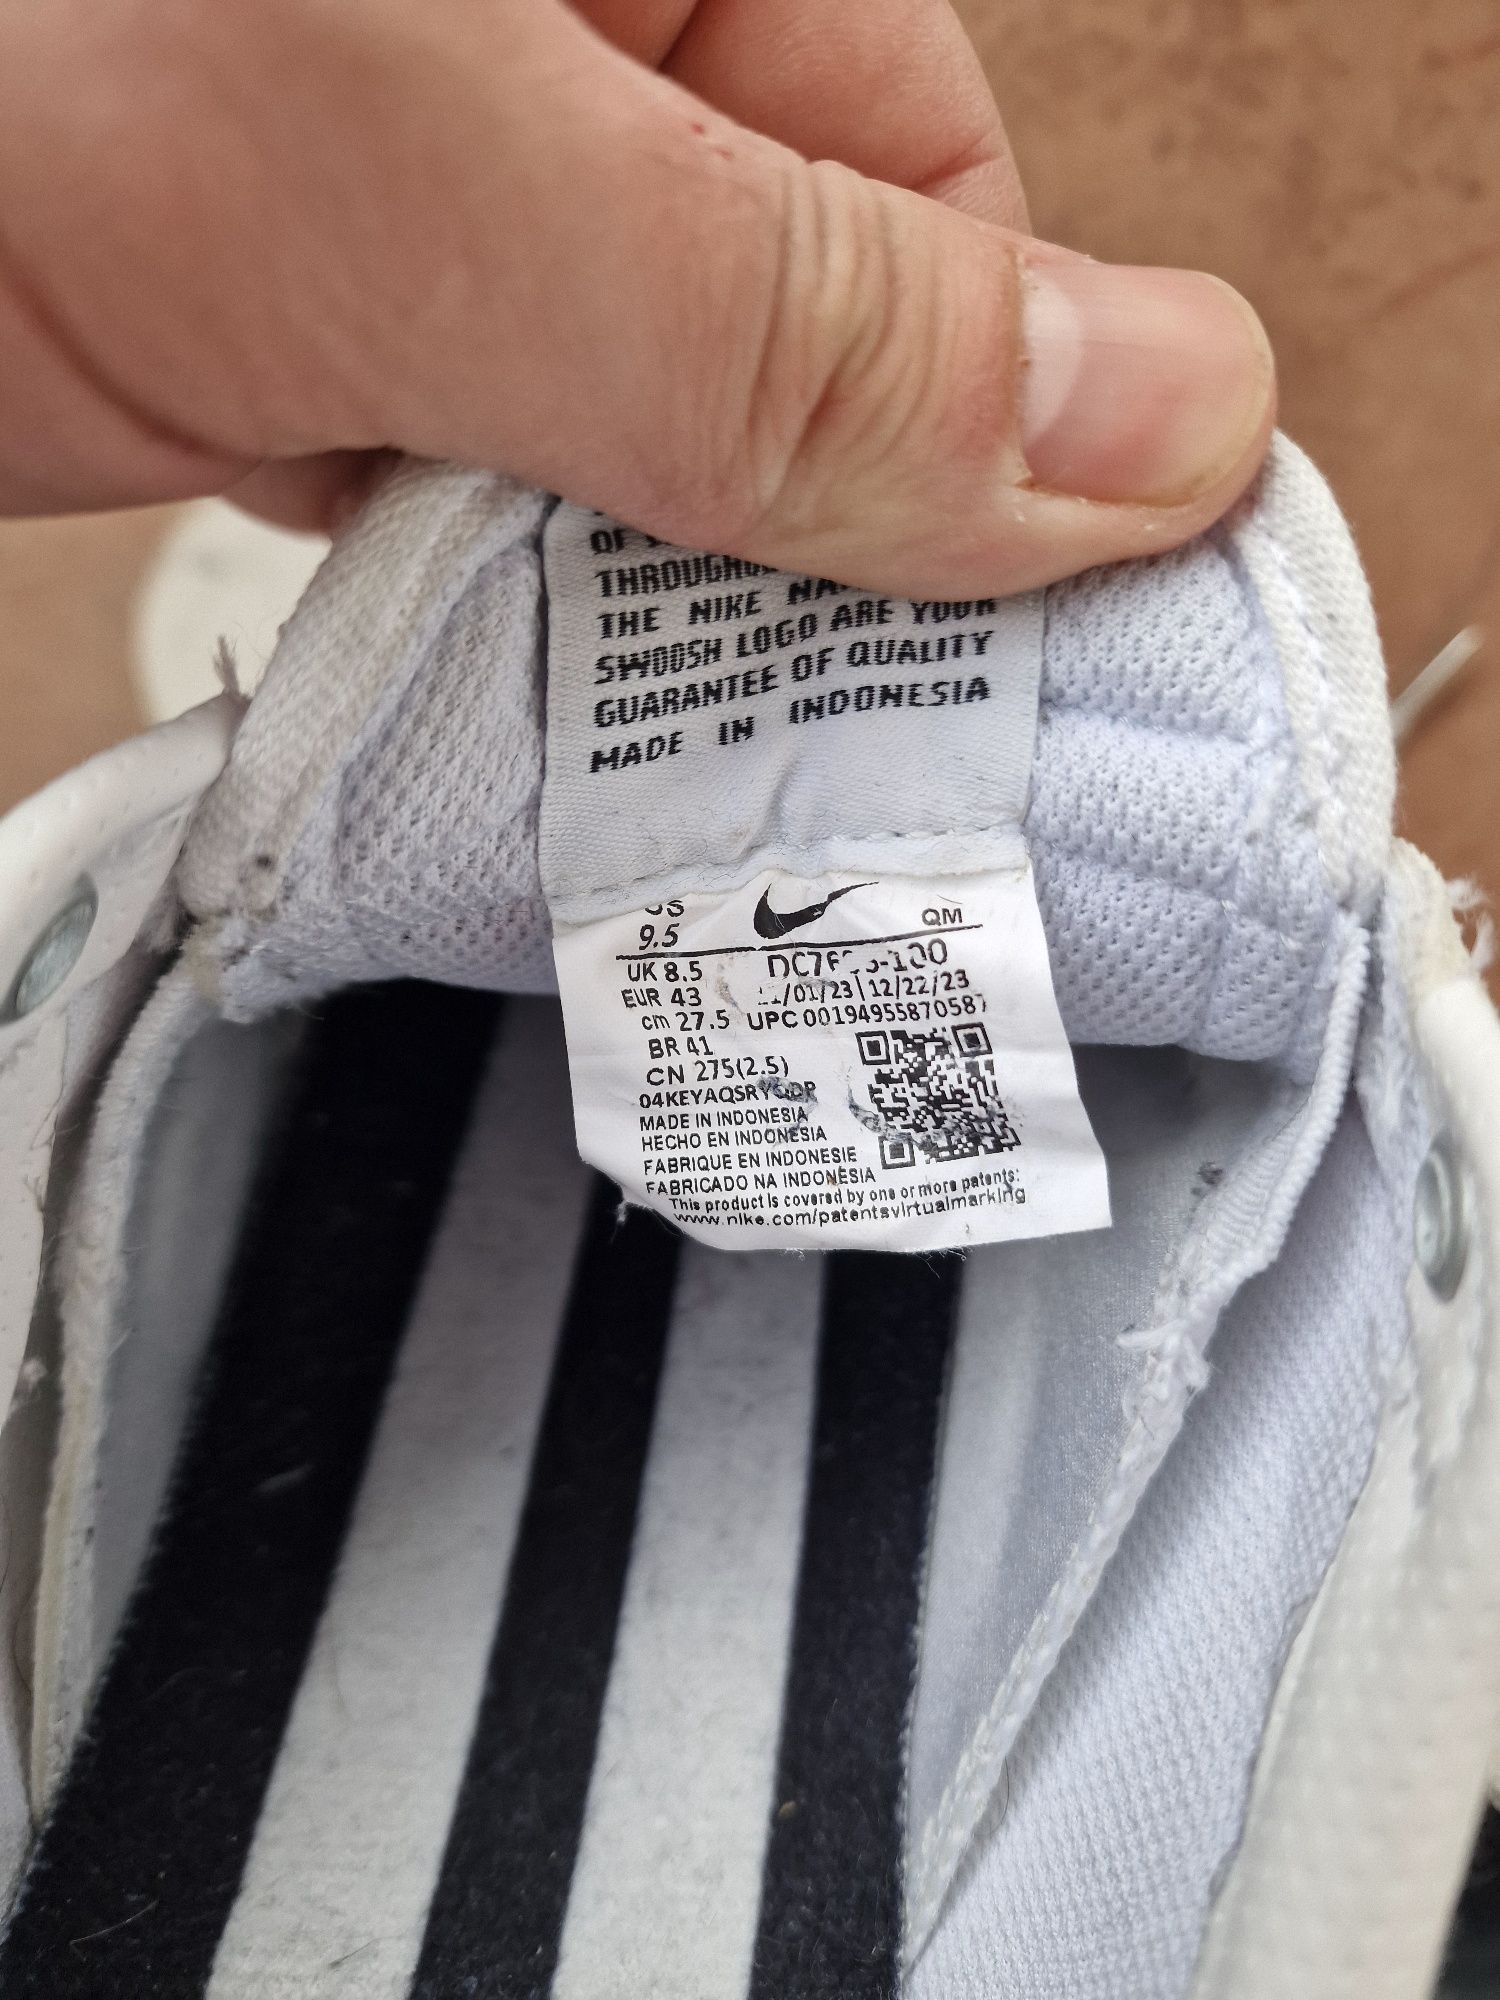 OF
THE NIKE
SWOOSH LOGO ARE YOUR
GUARANTEE OF QUALITY
MADE IN INDONESIA
US
9.5
QM
UK 8.5
EUR 43
12/22/23
cm 27.5 UPC 00194955870587
BR 41
CN 275(2.5)
MADE IN INDONESIA
HECHO EN INDONESIA
FABRIQUE EN INDONESIE
FABRICADO NA INDONÉSIA
This product is covered by one or more patents:
www.nike.com/patentsvirtualmarking